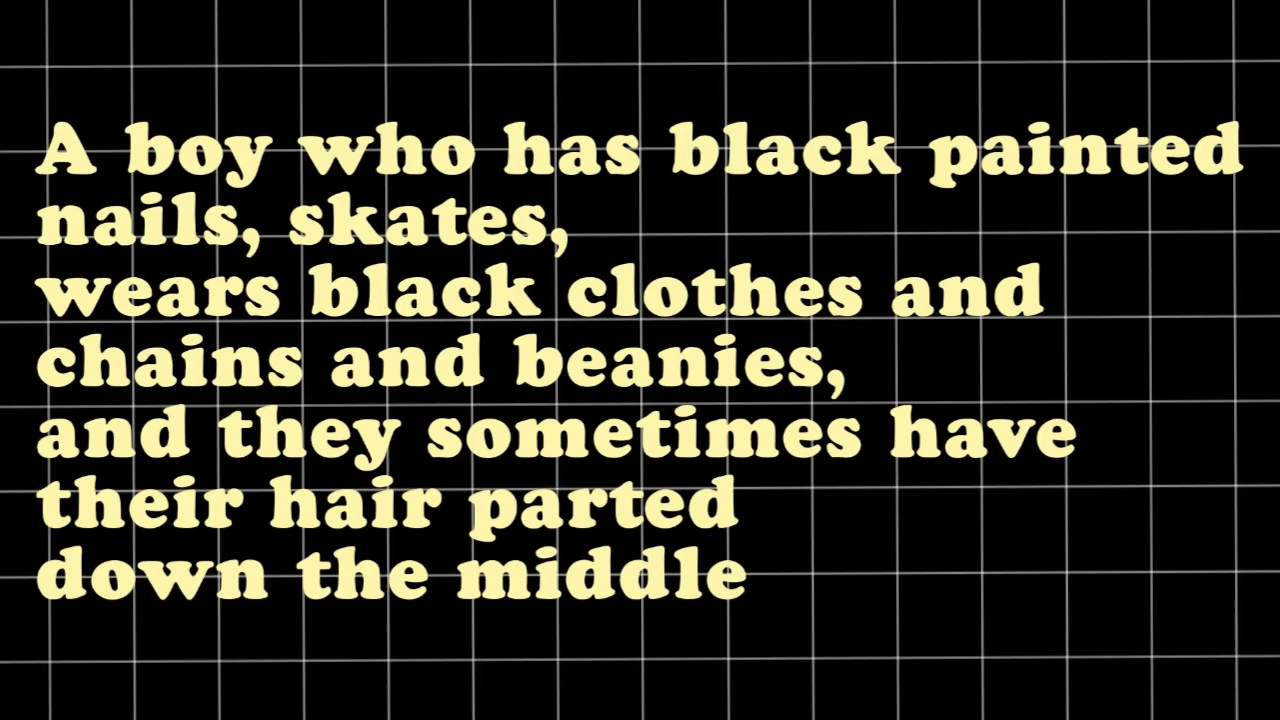 A boy who has black painted
nails, skates,
wears black clothes and
chains and beanies,
and they sometimes have
their hair parted
down the middle